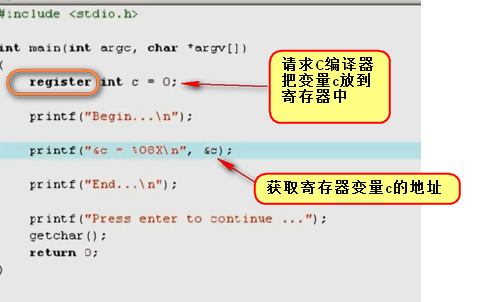 #include <stdio.h>
int main(int argc, char *argv[])
{
register int c = 0;
请求C编译器
把变量c放到
寄存器中
printf("Begin...\n");
printf("&c = %08X\n", &c);
获取寄存器变量c的地址
printf("End...\n");
printf("Press enter to continue ...");
getchar();
return 0;
}